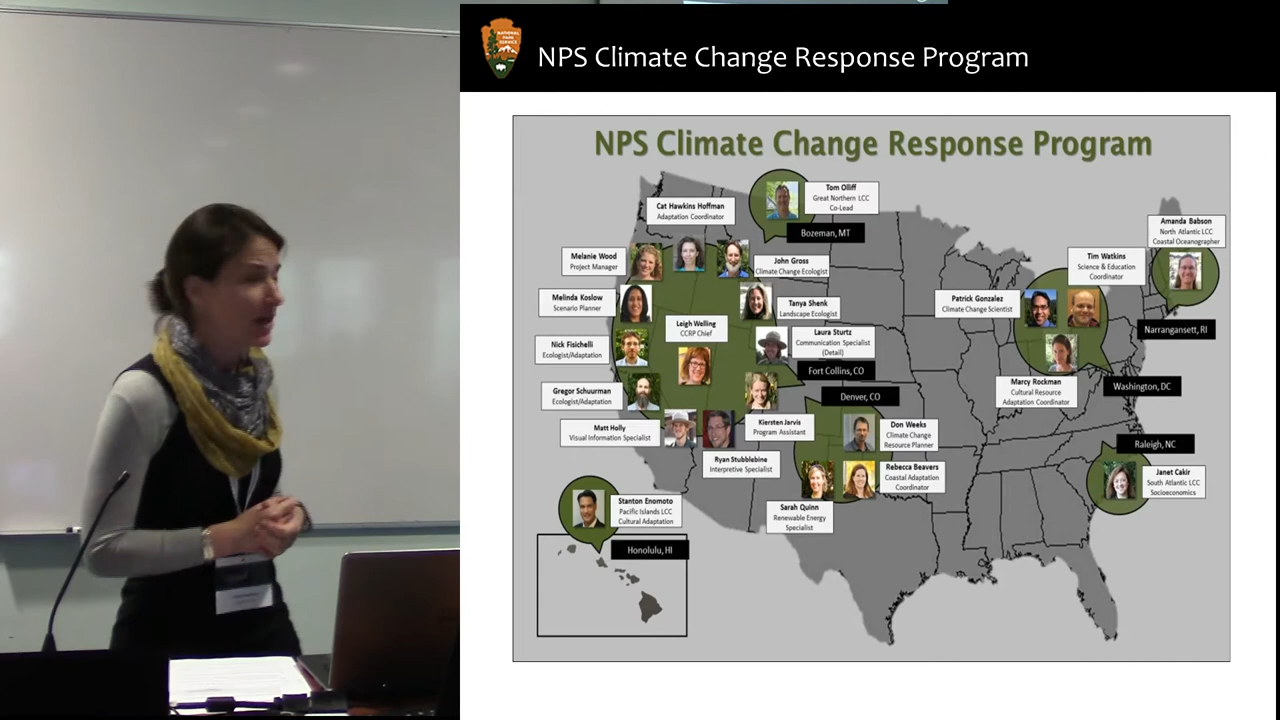 NATIONAL
PARK
SERVICE
NPS Climate Change Response Program
NPS Climate Change Response Program
Tom Olliff
Great Northern LCC
Co-Lead
Bozeman, MT
Cat Hawkins Hoffman
Adaptation Coordinator
Melanie Wood
Project Manager
John Gross
Climate Change Ecologist
Melinda Koslow
Scenario Planner
Tanya Shenk
Landscape Ecologist
Leigh Welling
CCRP Chief
Nick Fisichelli
Ecologist/Adaptation
Laura Sturtz
Communication Specialist
(Detail)
Fort Collins, CO
Gregor Schuurman
Ecologist/Adaptation
Denver, CO
Matt Holly
Visual Information Specialist
Kiersten Jarvis
Program Assistant
Ryan Stubblebine
Interpretive Specialist
Don Weeks
Climate Change
Resource Planner
Rebecca Beavers
Coastal Adaptation
Coordinator
Sarah Quinn
Renewable Energy
Specialist
Stanton Enomoto
Pacific Islands LCC
Cultural Adaptation
Honolulu, HI
Amanda Babson
North Atlantic LCC
Coastal Oceanographer
Tim Watkins
Science & Education
Coordinator
Patrick Gonzalez
Climate Change Scientist
Narrangansett, RI
Marcy Rockman
Cultural Resource
Adaptation Coordinator
Washington, DC
Raleigh, NC
Janet Cakir
South Atlantic LCC
Socioeconomics